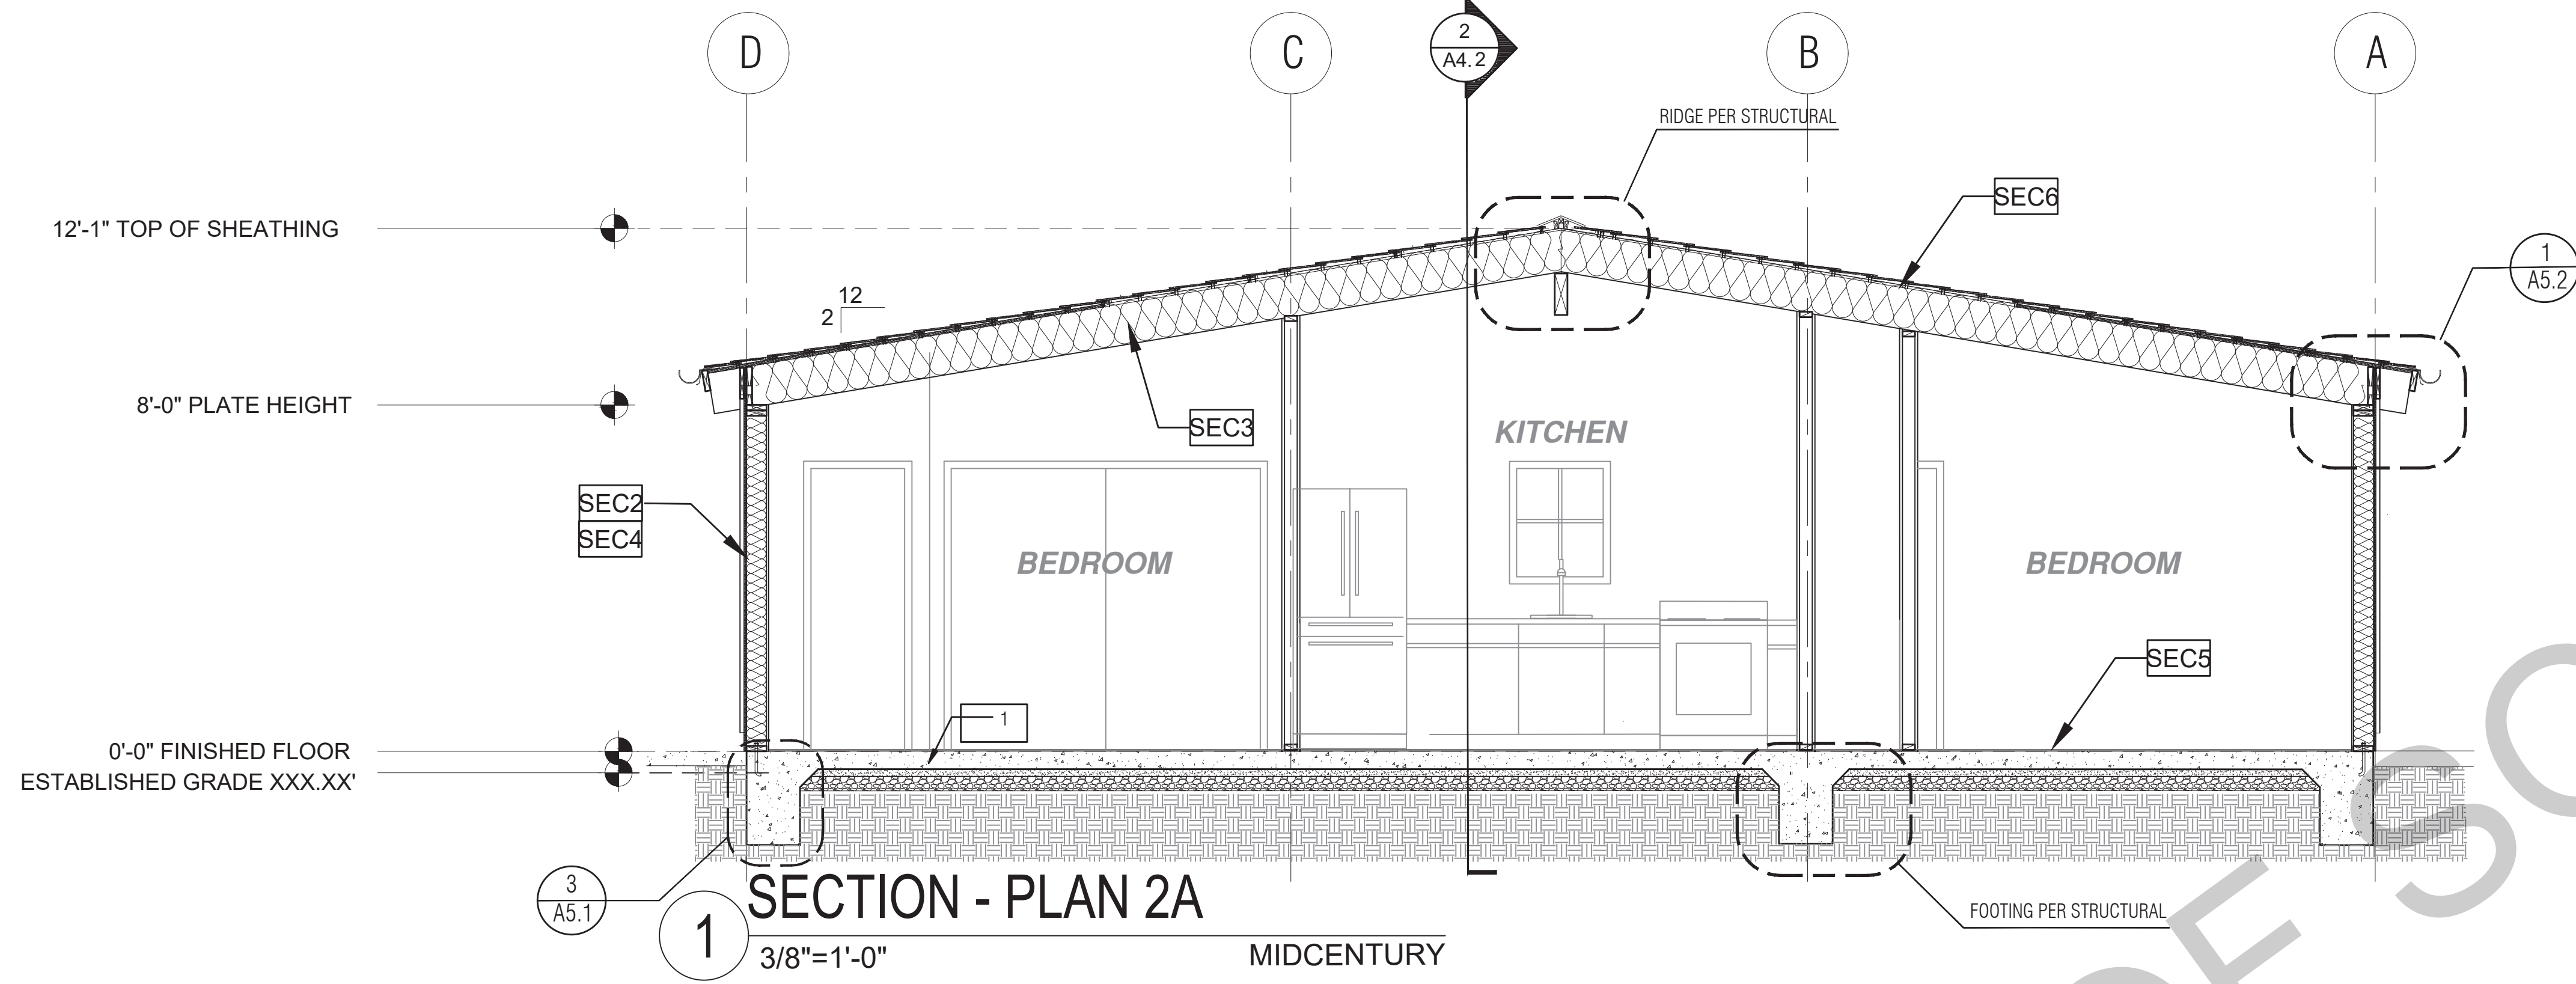 D
C
2
A4.2
B
A
RIDGE PER STRUCTURAL
SEC6
12'-1" TOP OF SHEATHING
1
A5.2
12
2
8'-0" PLATE HEIGHT
SEC3
KITCHEN
SEC2
SEC4
BEDROOM
BEDROOM
SEC5
1
0'-0" FINISHED FLOOR
ESTABLISHED GRADE XXX.XX'
3
A5.1
1
SECTION - PLAN 2A
3/8"=1'-0"
MIDCENTURY
FOOTING PER STRUCTURAL